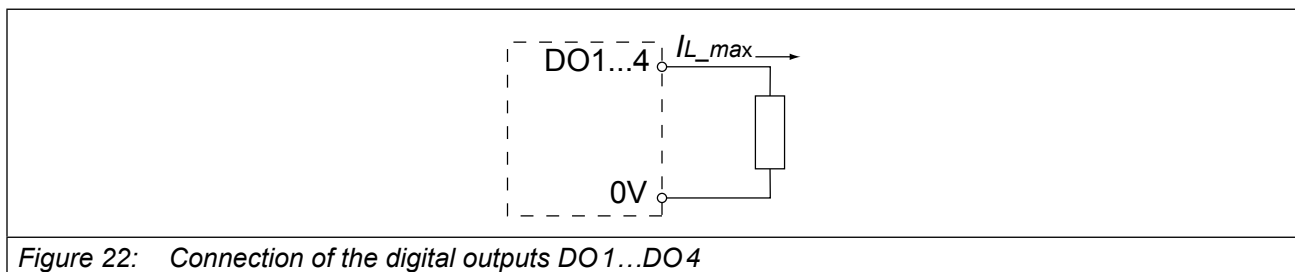 DO1...4
IL_max
0V
Figure 22: Connection of the digital outputs DO1…DO4